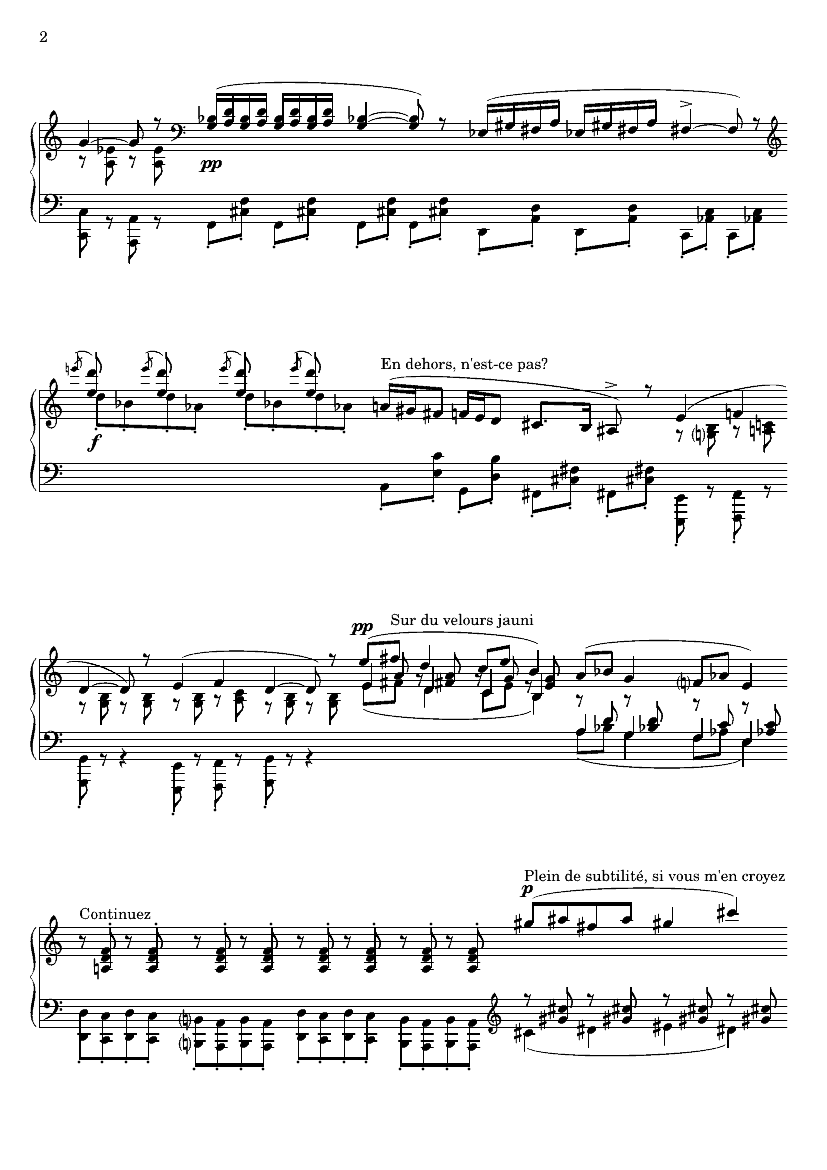 2
pp
f
En dehors, n'est-ce pas?
pp
Sur du velours jauni
Plein de subtilité, si vous m'en croyez
p
Continuez